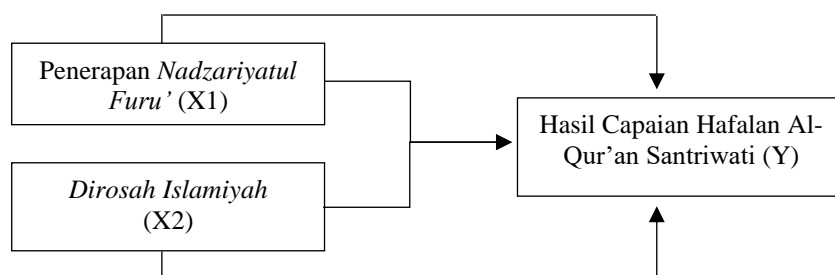 Penerapan Nadzariyatul
Furu’ (X1)
Dirosah Islamiyah
(X2)
Hasil Capaian Hafalan Al-
Qur’an Santriwati (Y)